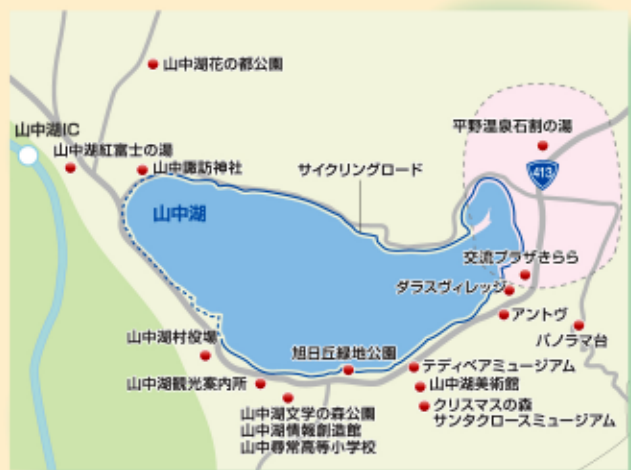 山中湖花の都公園
山中湖IC
山中湖紅富士の湯
山中諏訪神社
サイクリングロード
平野温泉石割の湯
413
山中湖
交流プラザきらら
ダラスヴィレッジ
アントヴ
パノラマ台
山中湖村役場
旭日丘緑地公園
テディベアミュージアム
山中湖観光案内所
山中湖美術館
山中湖文学の森公園
山中湖情報創造館
山中尋常高等小学校
クリスマスの森
サンタクロースミュージアム